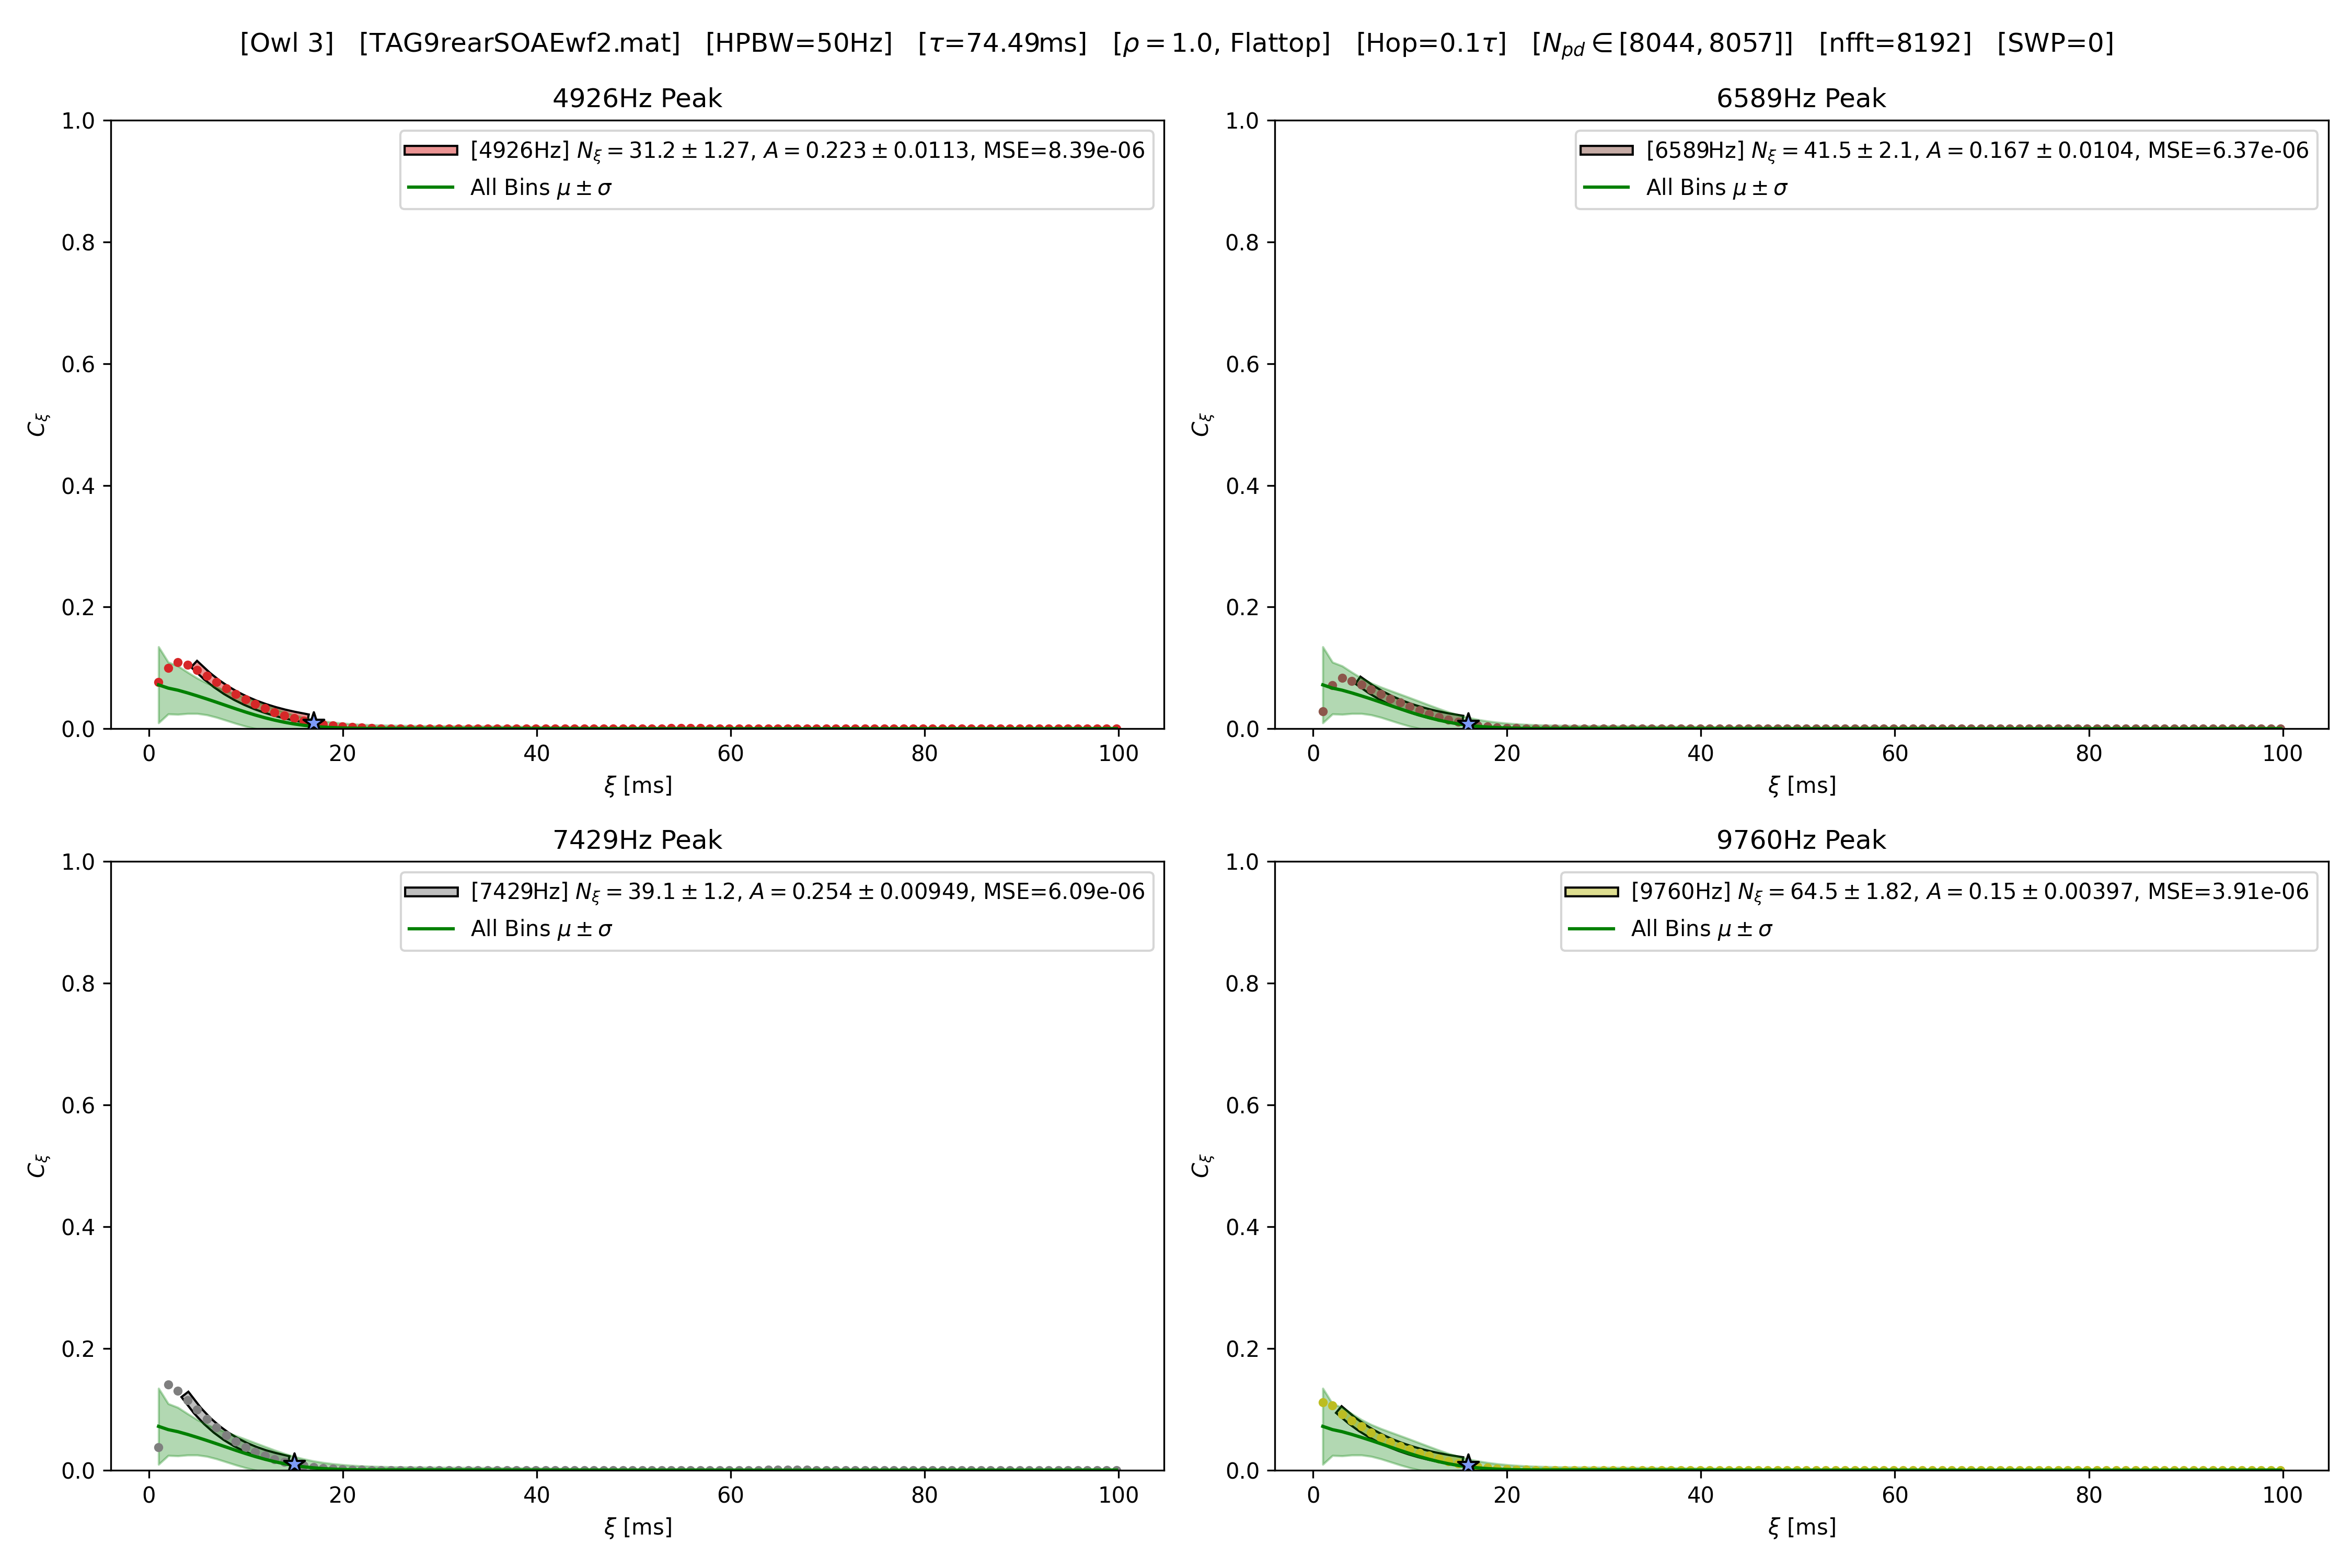 [Owl 3] [TAG9rearSOAEwf2.mat] [HPBW=50Hz] [τ=74.49ms] [ρ = 1.0, Flattop] [Hop=0.1τ] [N_pd ∈ [8044, 8057]] [nfft=8192] [SWP=0]
4926Hz Peak
[4926Hz] N_ξ = 31.2 ± 1.27, A = 0.223 ± 0.0113, MSE=8.39e-06
All Bins μ ± σ
1.0
0.8
0.6
0.4
0.2
0.0
C_ξ
0 20 40 60 80 100
ξ [ms]
6589Hz Peak
[6589Hz] N_ξ = 41.5 ± 2.1, A = 0.167 ± 0.0104, MSE=6.37e-06
All Bins μ ± σ
1.0
0.8
0.6
0.4
0.2
0.0
C_ξ
0 20 40 60 80 100
ξ [ms]
7429Hz Peak
[7429Hz] N_ξ = 39.1 ± 1.2, A = 0.254 ± 0.00949, MSE=6.09e-06
All Bins μ ± σ
1.0
0.8
0.6
0.4
0.2
0.0
C_ξ
0 20 40 60 80 100
ξ [ms]
9760Hz Peak
[9760Hz] N_ξ = 64.5 ± 1.82, A = 0.15 ± 0.00397, MSE=3.91e-06
All Bins μ ± σ
1.0
0.8
0.6
0.4
0.2
0.0
C_ξ
0 20 40 60 80 100
ξ [ms]